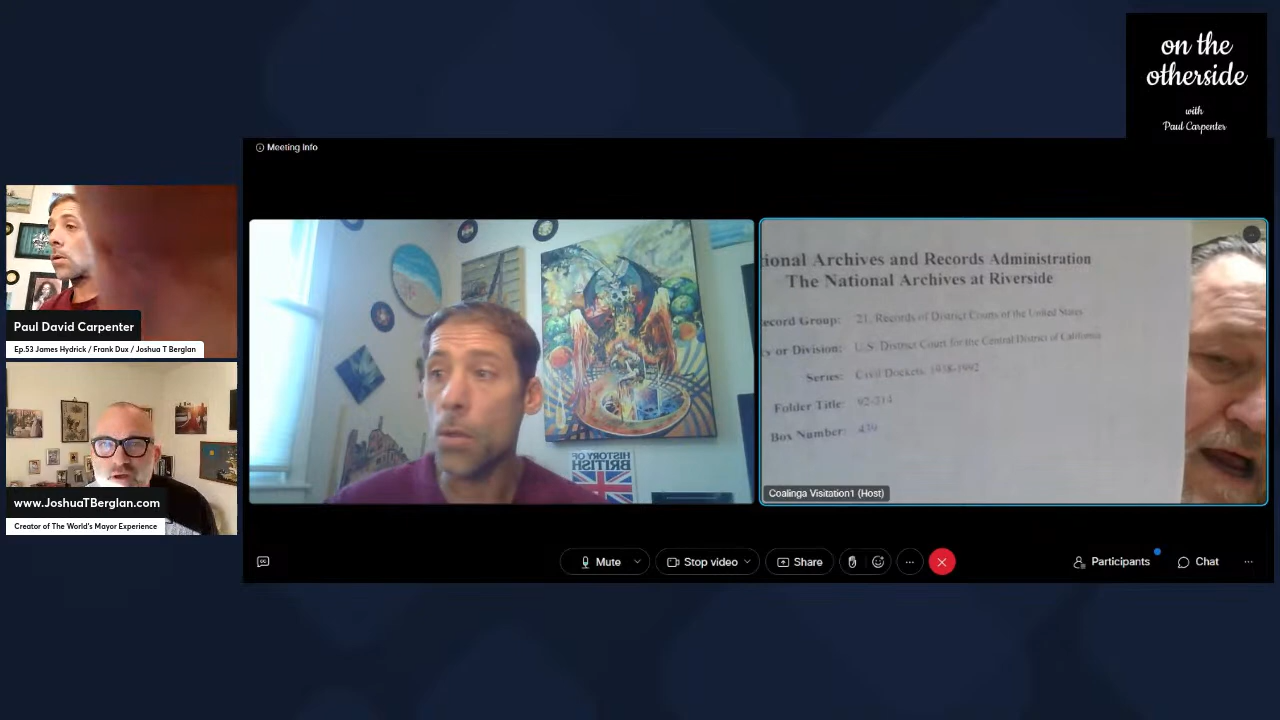 on the
otherside
with
Paul Carpenter
Meeting Info
Paul David Carpenter
Ep.53 James Hydrick / Frank Dux / Joshua T Berglan
www.JoshuaTBerglan.com
Creator of The World's Mayor Experience
HISTORY OF
BRITISH
ional Archives and Records Administration
The National Archives at Riverside
ecord Group: 21, Records of District Courts of the United States
cy or Division: U.S. District Court for the Central District of California
Series: Civil Dockets, 1938-1992
Folder Title: 92-214
Box Number: 439
Coalinga Visitation1 (Host)
Mute
Stop video
Share
Participants
Chat